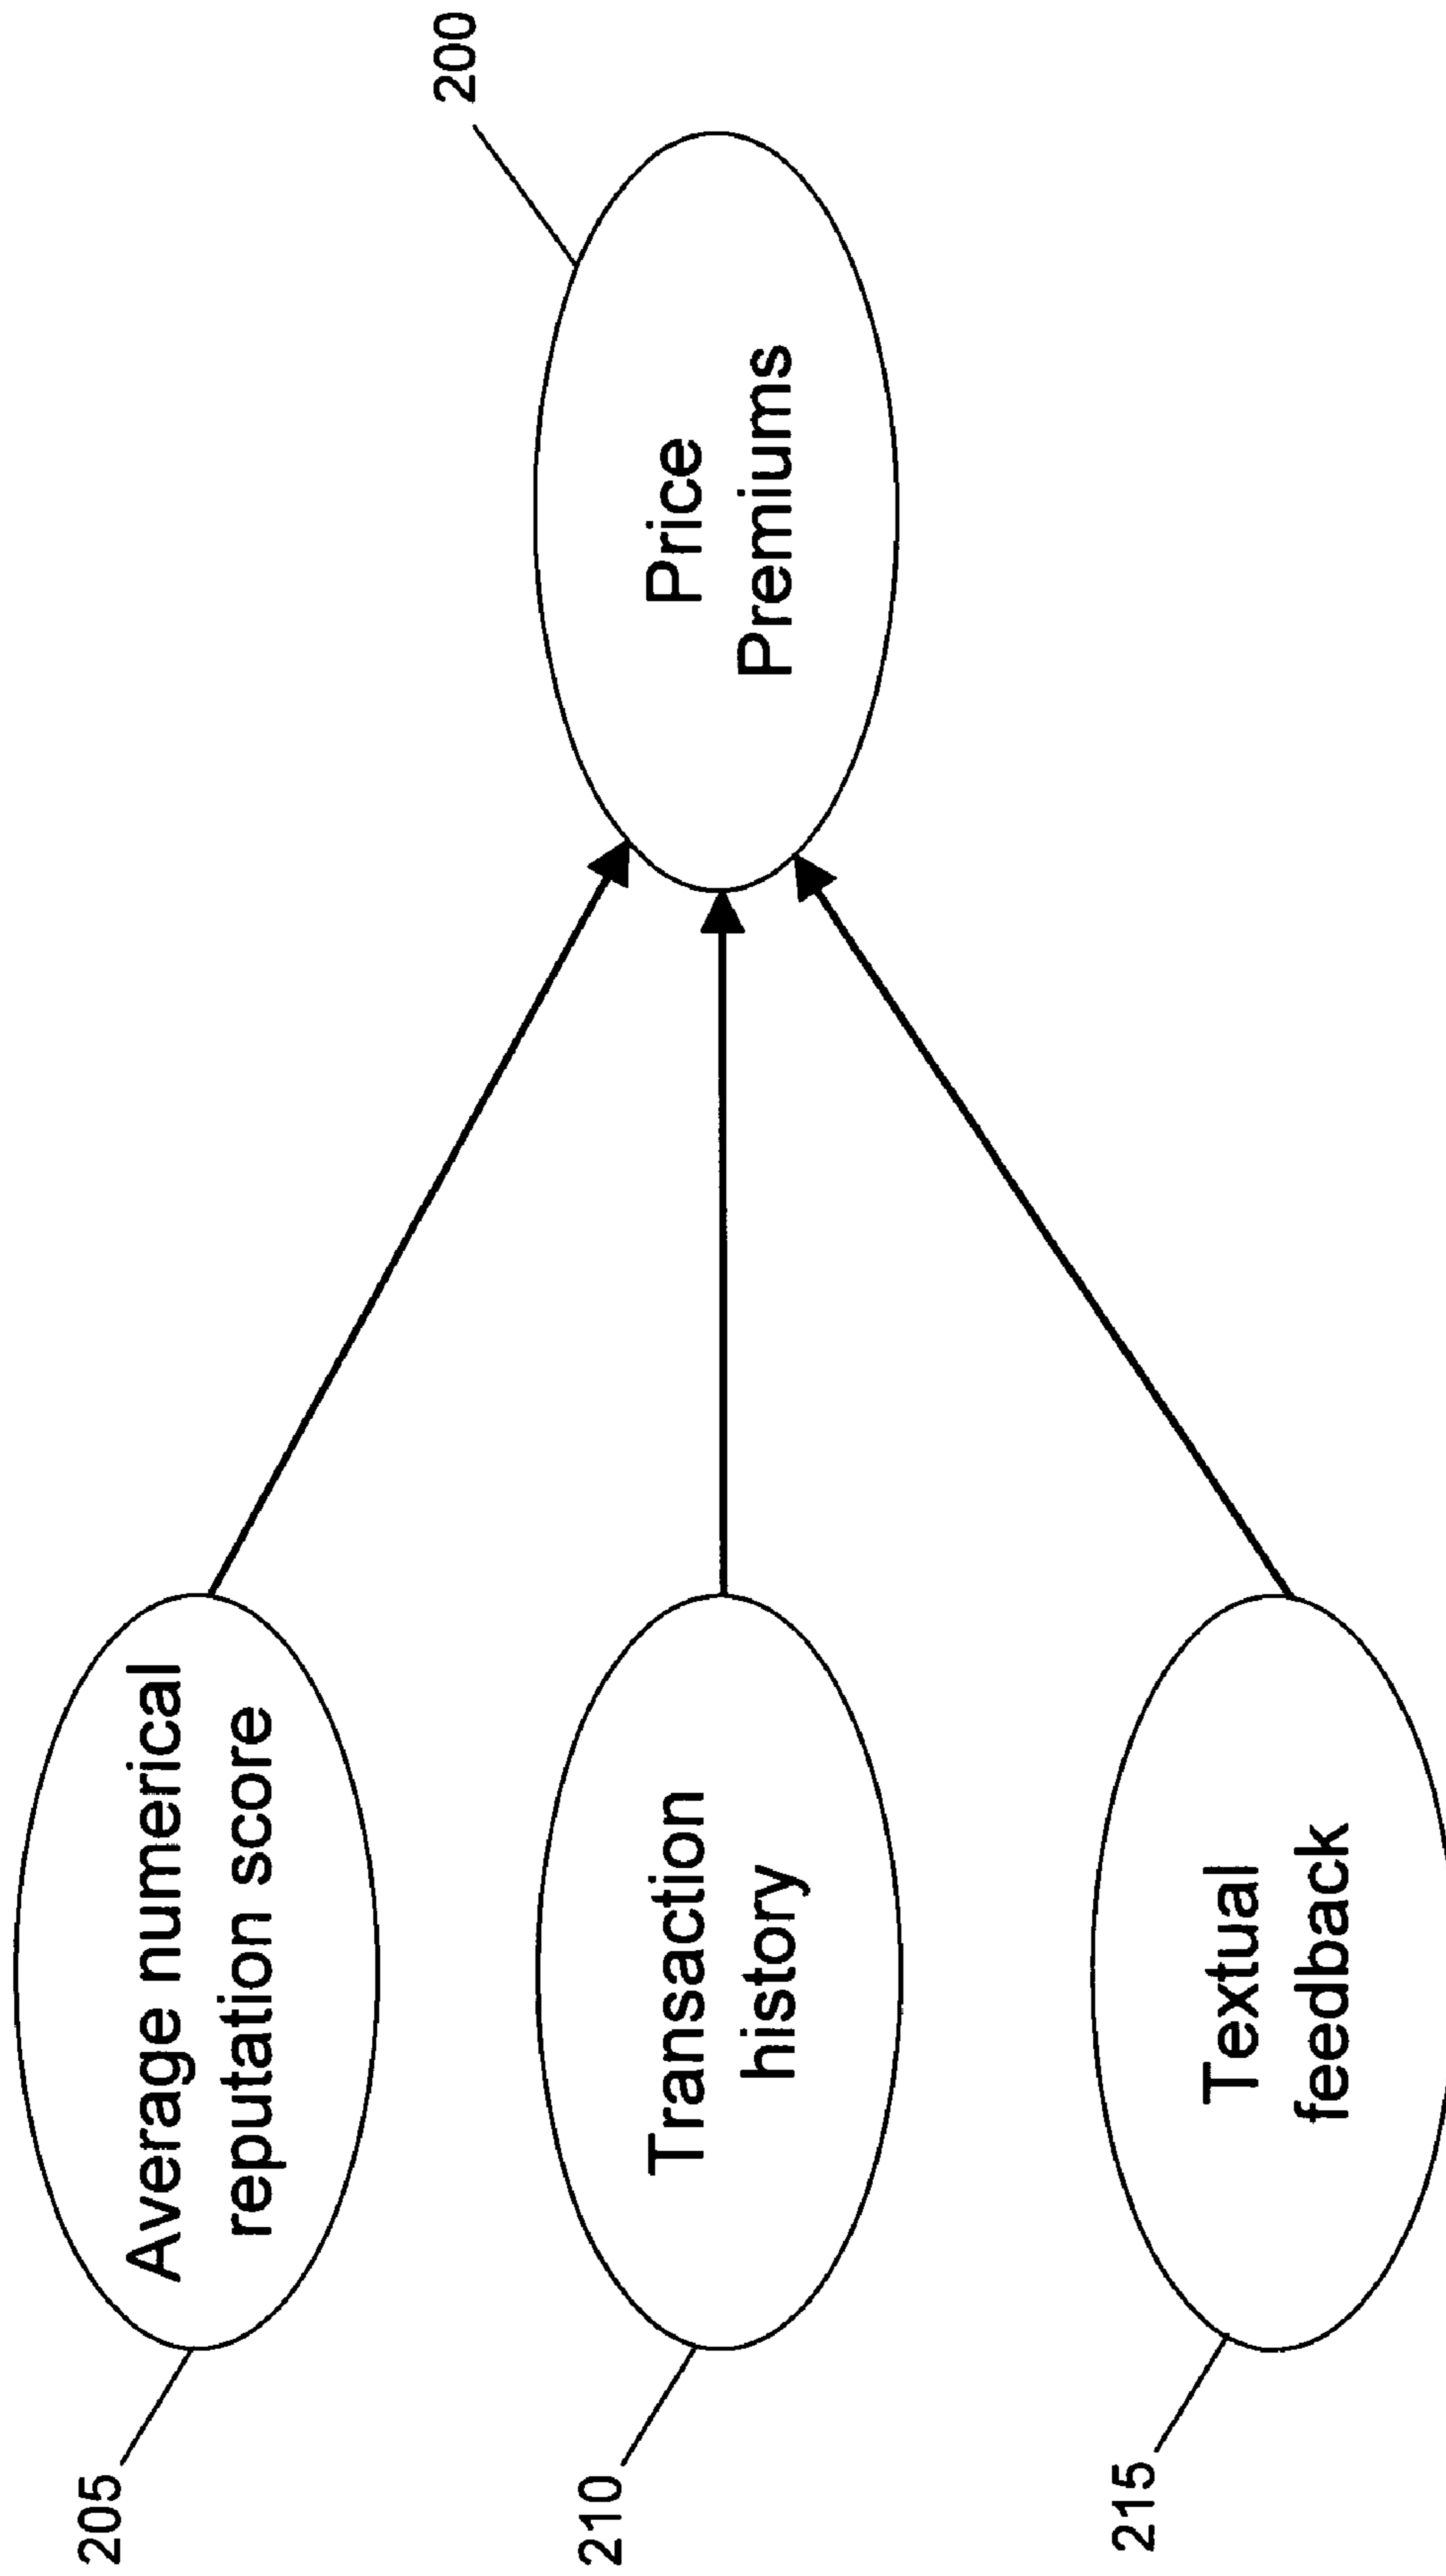 205
Average numerical
reputation score
210
Transaction
history
215
Textual
feedback
200
Price
Premiums